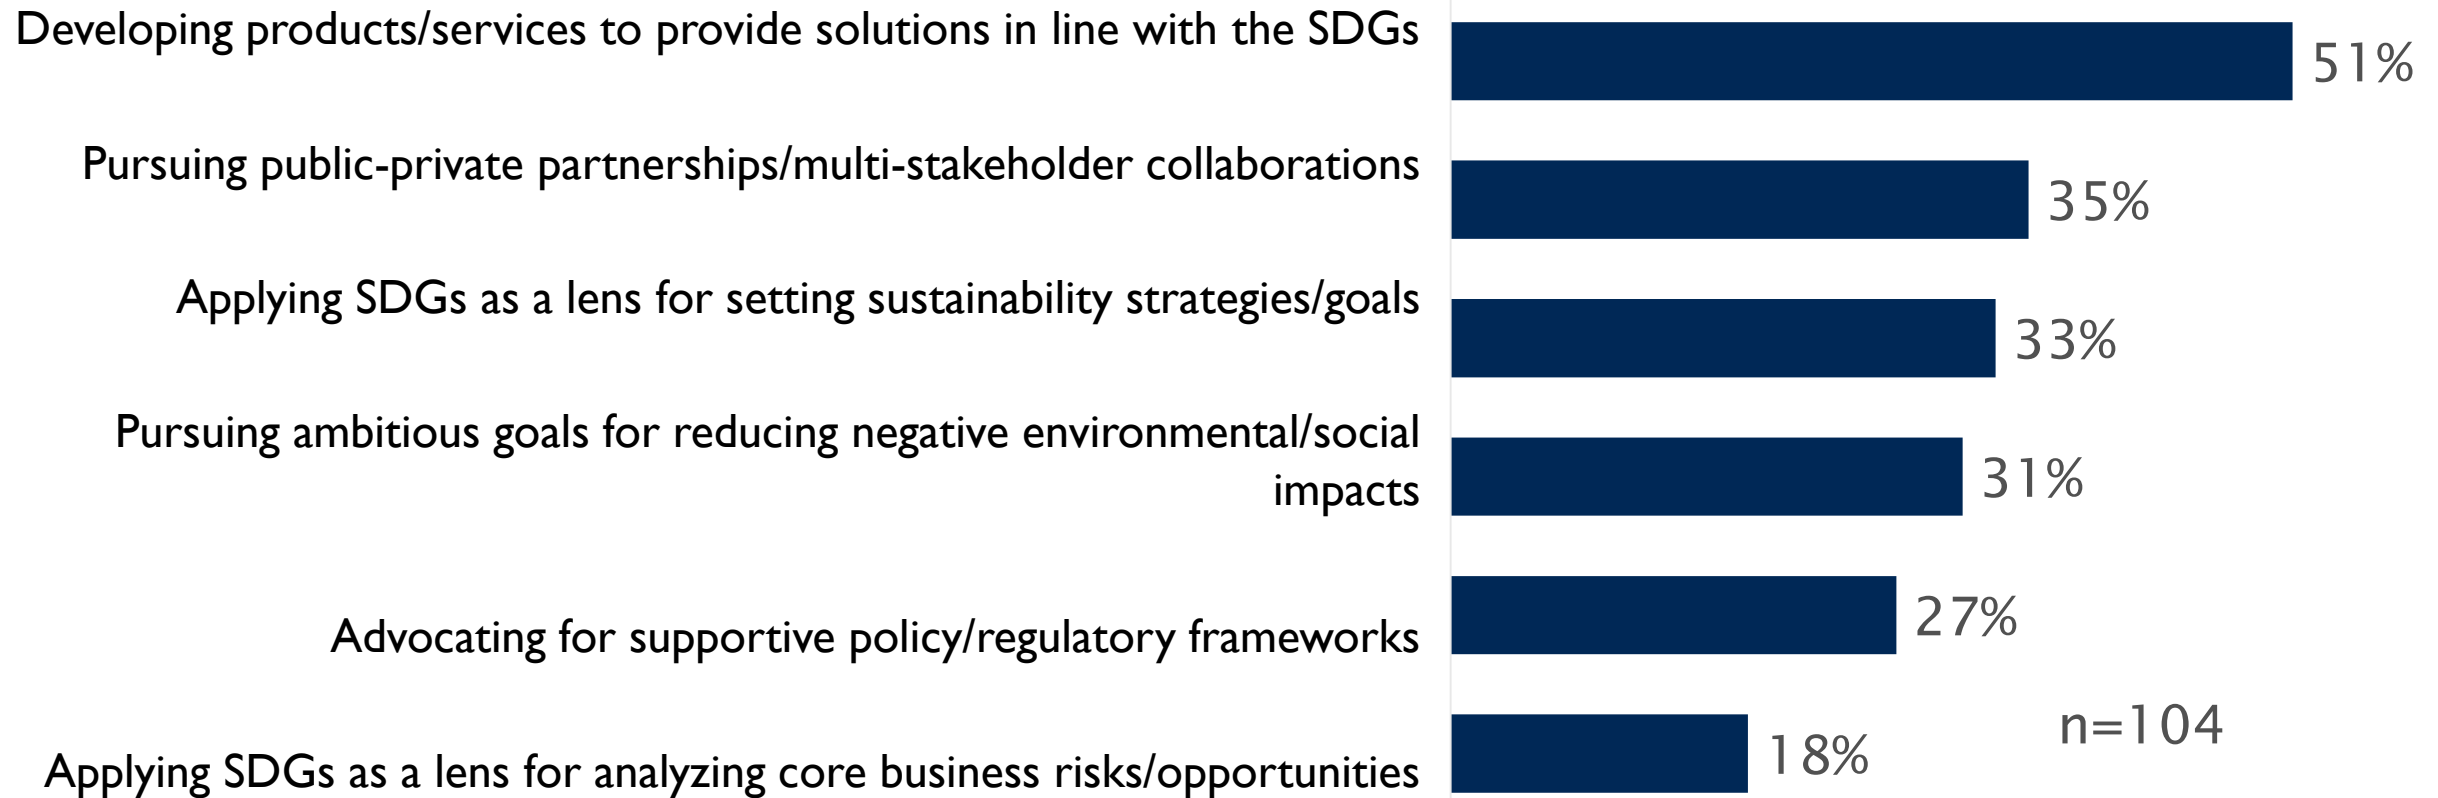 Developing products/services to provide solutions in line with the SDGs
51%
Pursuing public-private partnerships/multi-stakeholder collaborations
35%
Applying SDGs as a lens for setting sustainability strategies/goals
33%
Pursuing ambitious goals for reducing negative environmental/social
impacts
31%
Advocating for supportive policy/regulatory frameworks
27%
n=104
Applying SDGs as a lens for analyzing core business risks/opportunities
18%